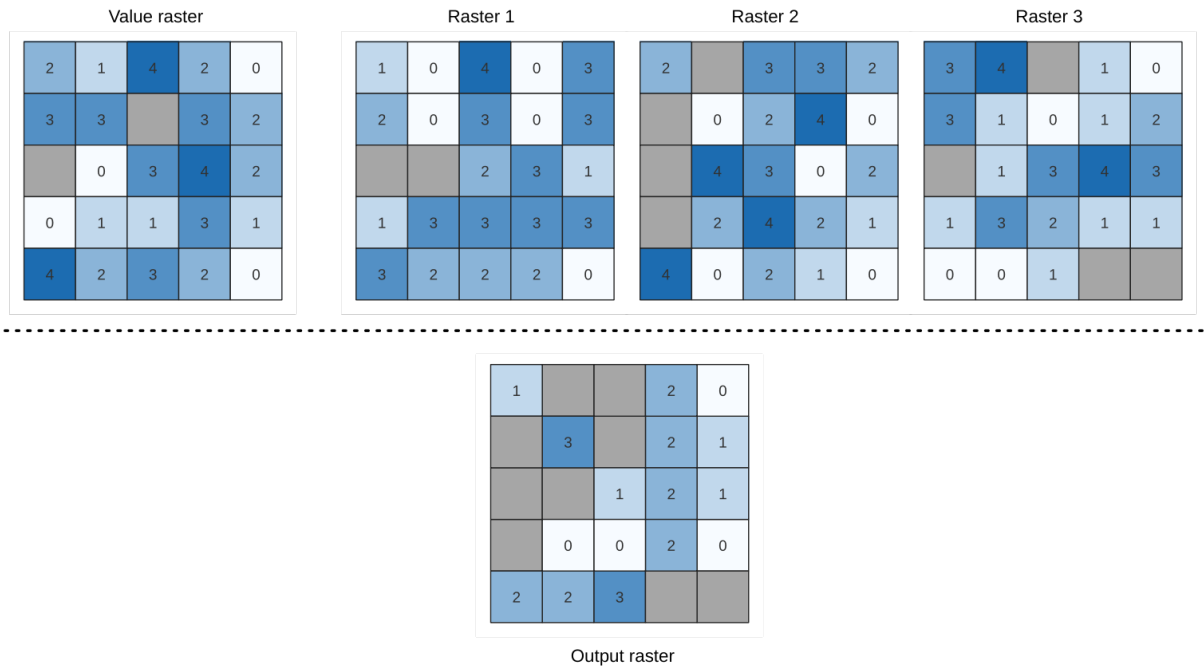 Value raster Raster 1 Raster 2 Raster 3
2 1 4 2 0 1 0 4 0 3 2 3 3 2 3 4 1 0
3 3 3 2 2 0 3 0 3 0 2 4 0 3 1 0 1 2
0 3 4 2 2 3 1 4 3 0 2 1 3 4 3
0 1 1 3 1 1 3 3 3 3 2 4 2 1 1 3 2 1 1
4 2 3 2 0 3 2 2 2 0 4 0 2 1 0 0 0 1
1 2 0
3 2 1
1 2 1
0 0 2 0
2 2 3
Output raster